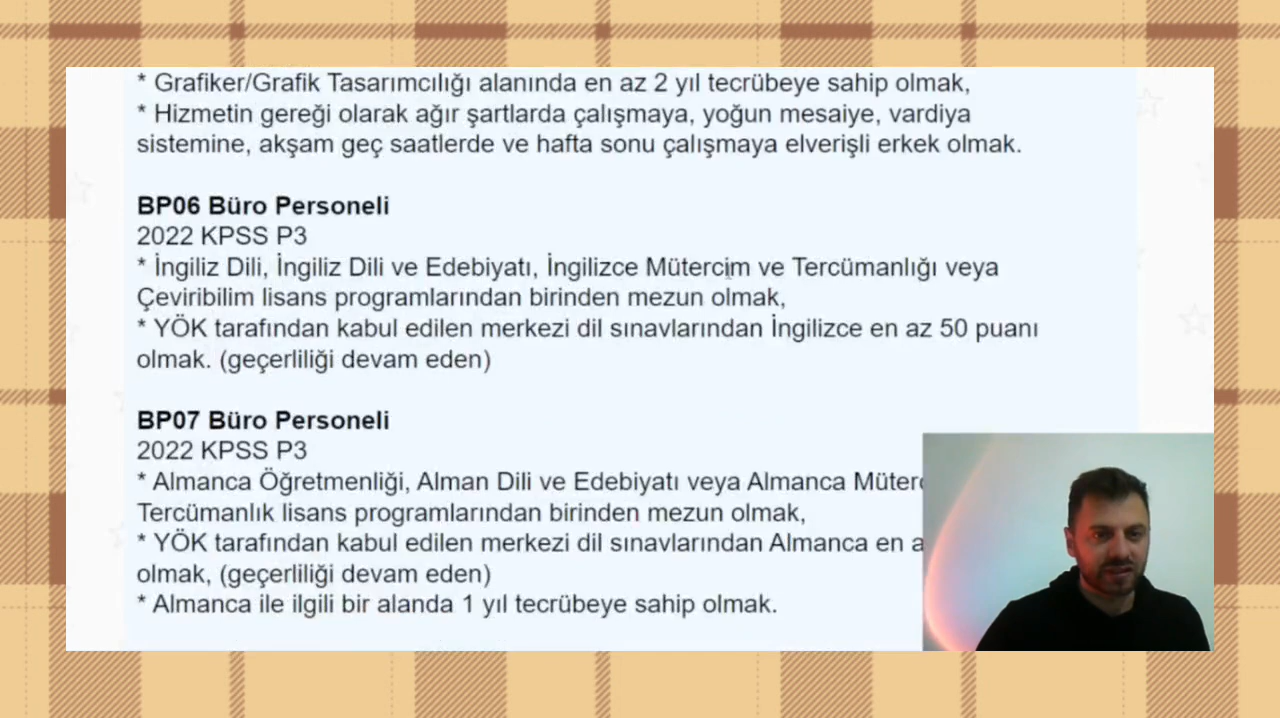 * Grafiker/Grafik Tasarımcılığı alanında en az 2 yıl tecrübeye sahip olmak,
* Hizmetin gereği olarak ağır şartlarda çalışmaya, yoğun mesaiye, vardiya
sistemine, akşam geç saatlerde ve hafta sonu çalışmaya elverişli erkek olmak.
BP06 Büro Personeli
2022 KPSS P3
* İngiliz Dili, İngiliz Dili ve Edebiyatı, İngilizce Mütercim ve Tercümanlığı veya
Çeviribilim lisans programlarından birinden mezun olmak,
* YÖK tarafından kabul edilen merkezi dil sınavlarından İngilizce en az 50 puanı
olmak. (geçerliliği devam eden)
BP07 Büro Personeli
2022 KPSS P3
* Almanca Öğretmenliği, Alman Dili ve Edebiyatı veya Almanca
Tercümanlık lisans programlarından birinden mezun olmak,
* YÖK tarafından kabul edilen merkezi dil sınavlarından Almanca en
olmak, (geçerliliği devam eden)
* Almanca ile ilgili bir alanda 1 yıl tecrübeye sahip olmak.